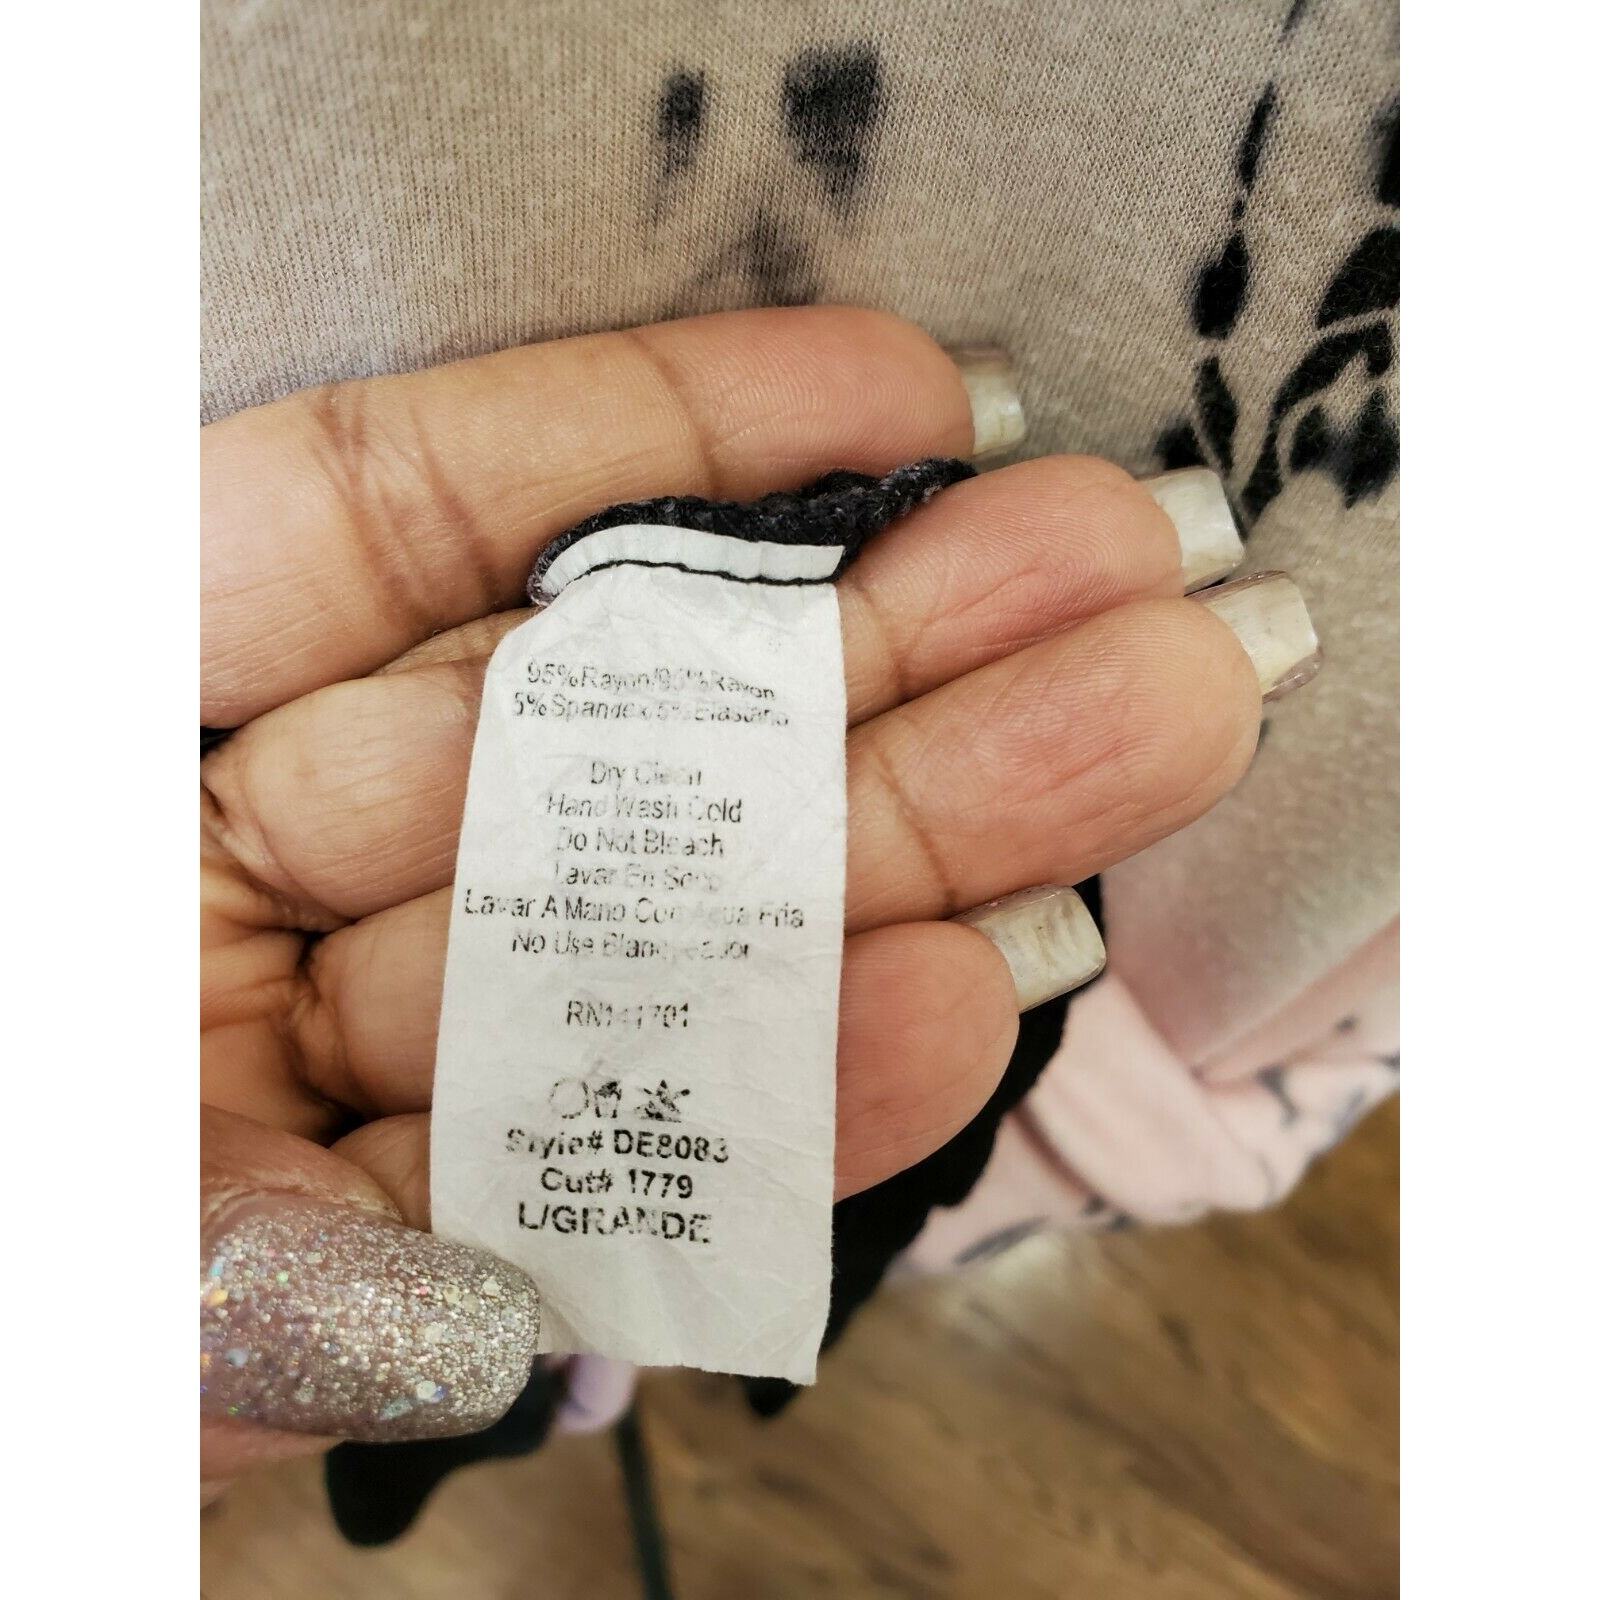 95%Rayon/95%Rayon
5%Spandex/5%Elastano
Dry Clean
Hand Wash Cold
Do Not Bleach
Lavar En Seco
Lavar A Mano Con Agua Fria
No Use Blanqueador
RN141701
Style# DE8083
Cut# 1779
L/GRANDE